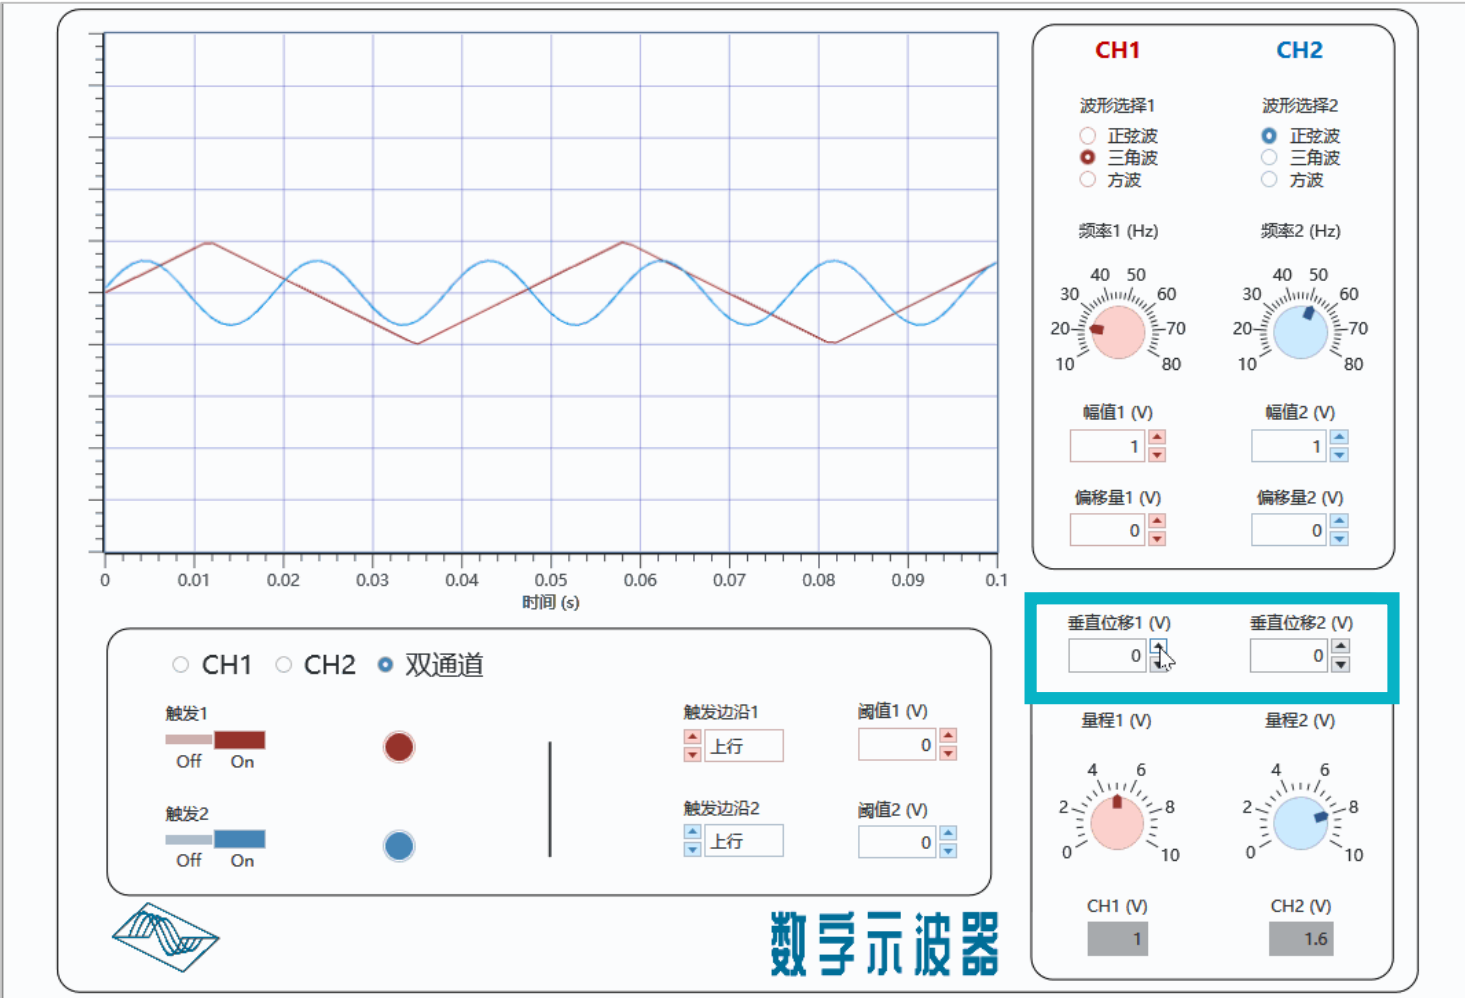 CH1 CH2
波形选择1 波形选择2
正弦波 正弦波
三角波 三角波
方波 方波
频率1 (Hz) 频率2 (Hz)
40 50 40 50
30 60 30 60
20 70 20 70
10 80 10 80
幅值1 (V) 幅值2 (V)
1 1
偏移量1 (V) 偏移量2 (V)
0 0
0 0.01 0.02 0.03 0.04 0.05 0.06 0.07 0.08 0.09 0.1
时间 (s)
垂直位移1 (V) 垂直位移2 (V)
0 0
CH1 CH2 双通道
触发1
Off On
触发2
Off On
触发边沿1 阈值1 (V)
上行 0
触发边沿2 阈值2 (V)
上行 0
量程1 (V) 量程2 (V)
4 6 4 6
2 8 2 8
0 10 0 10
CH1 (V) CH2 (V)
1 1.6
数字示波器